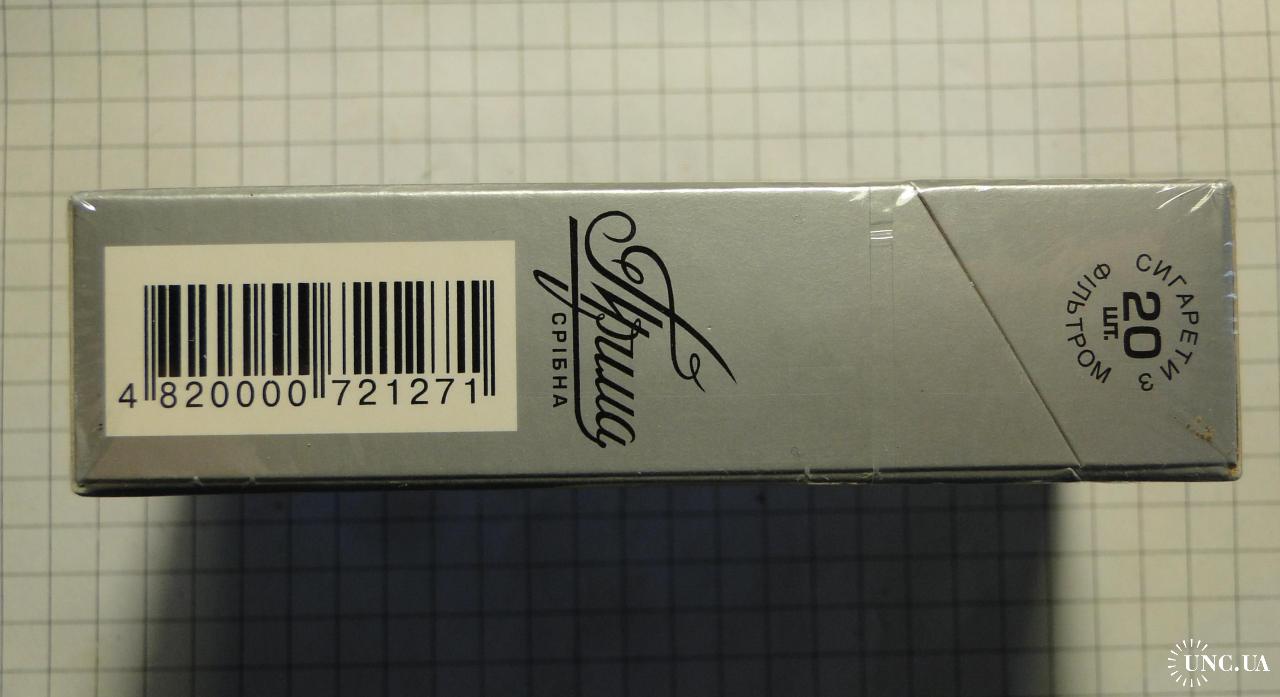 4 820000 721271
Прима
СРІБНА
СИГАРЕТИ З ФІЛЬТРОМ
20
ШТ.
UNC.UA